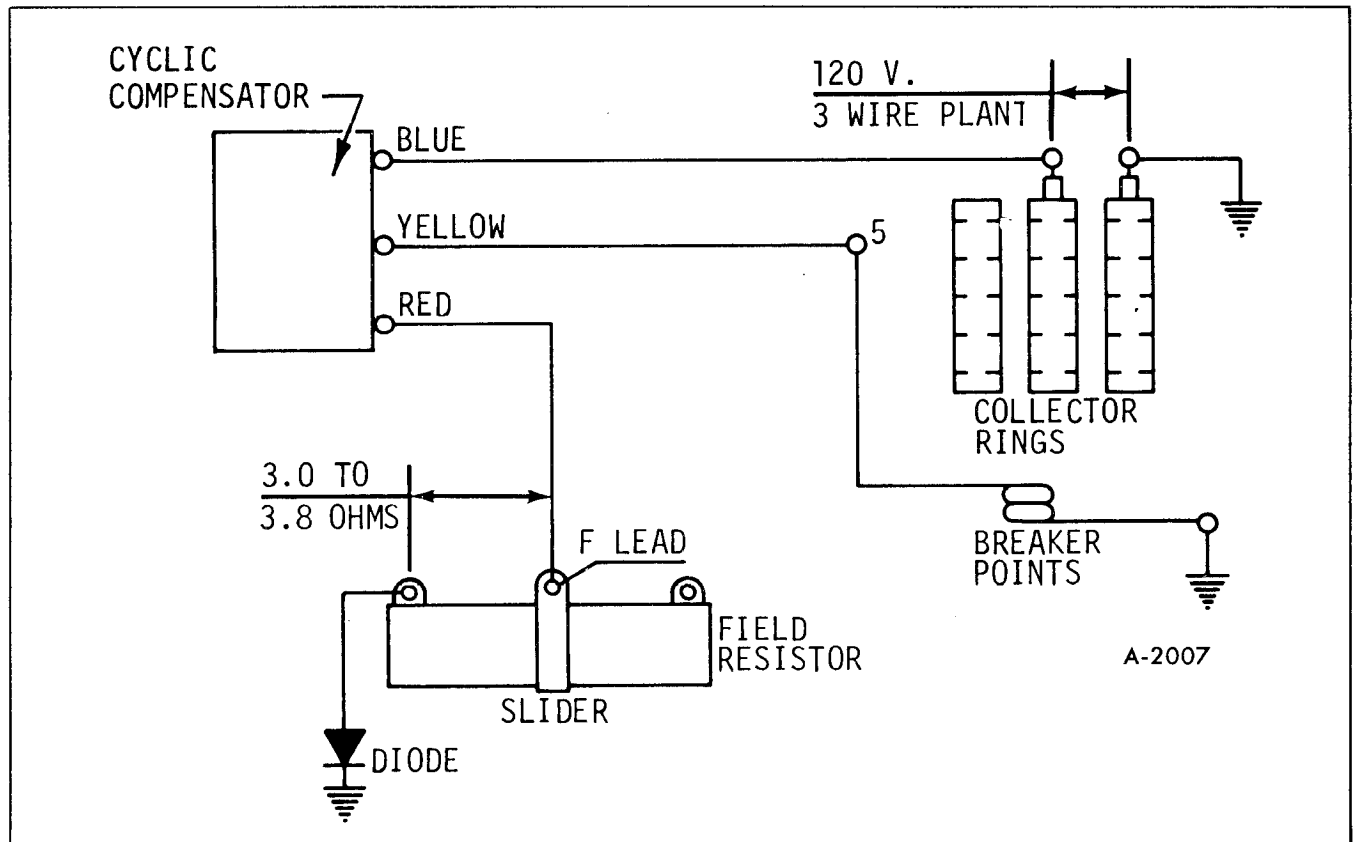 CYCLIC
COMPENSATOR
120 V.
3 WIRE PLANT
BLUE
YELLOW
5
RED
COLLECTOR
RINGS
3.0 TO
3.8 OHMS
F LEAD
BREAKER
POINTS
FIELD
RESISTOR
A-2007
SLIDER
DIODE